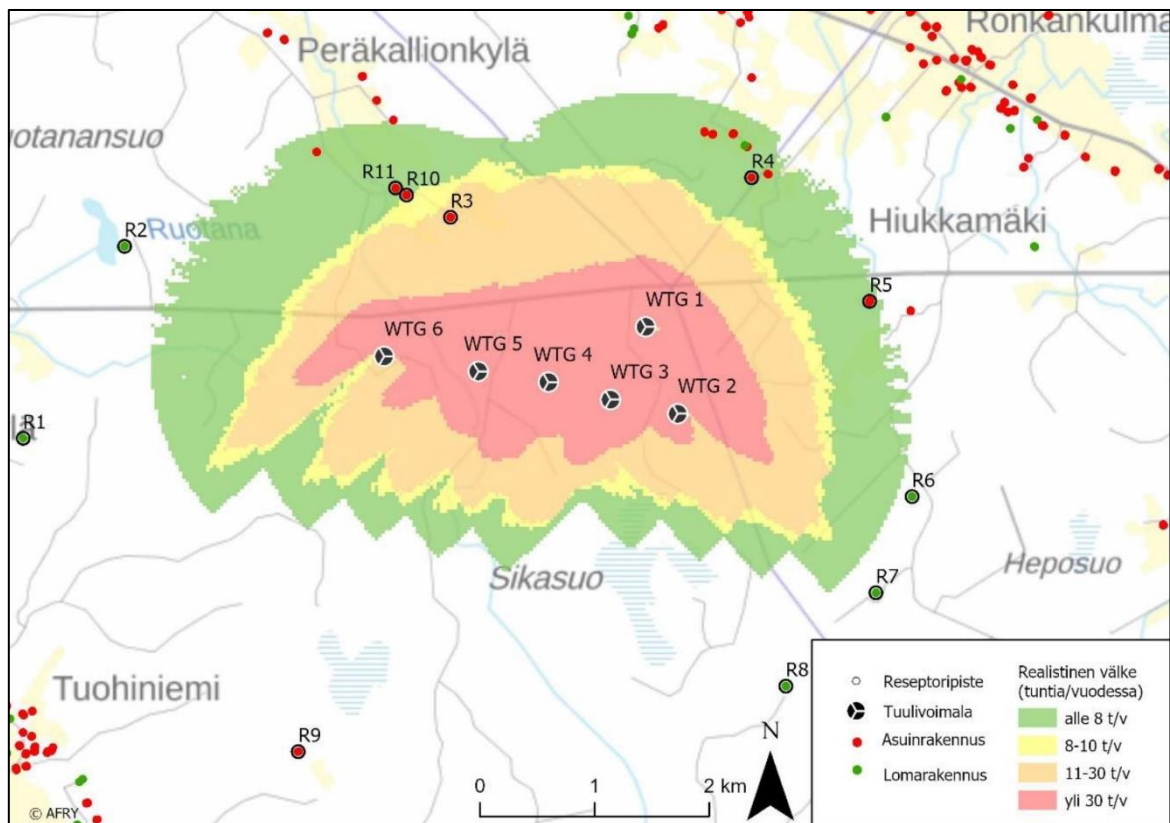 Peräkallionkylä
Ronkankulma
uotanansuo
R11
R10
R4
R3
Hiukkamäki
R2
Ruotana
R5
WTG 1
WTG 6
WTG 5
WTG 4
WTG 3
WTG 2
R1
lä
R6
Sikasuo
Heposuo
R7
Tuohiniemi
R8
R9
Reseptoripiste
Tuulivoimala
Asuinrakennus
Lomarakennus
Realistinen välke
(tuntia/vuodessa)
alle 8 t/v
8-10 t/v
11-30 t/v
yli 30 t/v
N
0 1 2 km
© AFRY